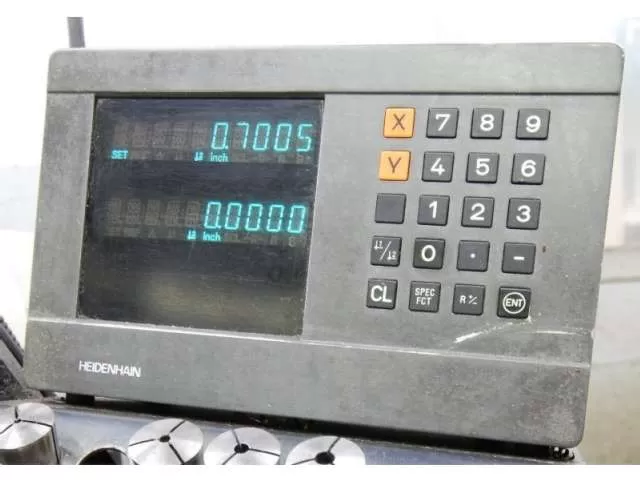 0.7005
SET inch
0.0000
inch
X 7 8 9
Y 4 5 6
1 2 3
0 . -
CL SPEC FCT R ENT
HEIDENHAIN